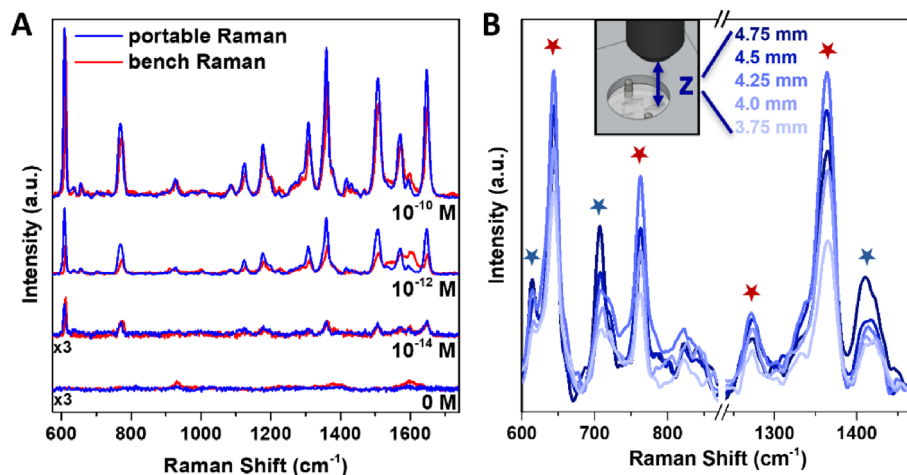 A
portable Raman
bench Raman
10⁻¹⁰ M
10⁻¹² M
x3
10⁻¹⁴ M
x3
0 M
600 800 1000 1200 1400 1600
Raman Shift (cm⁻¹)
Intensity (a.u.)
B
Z
4.75 mm
4.5 mm
4.25 mm
4.0 mm
3.75 mm
600 700 800 1300 1400
Raman Shift (cm⁻¹)
Intensity (a.u.)